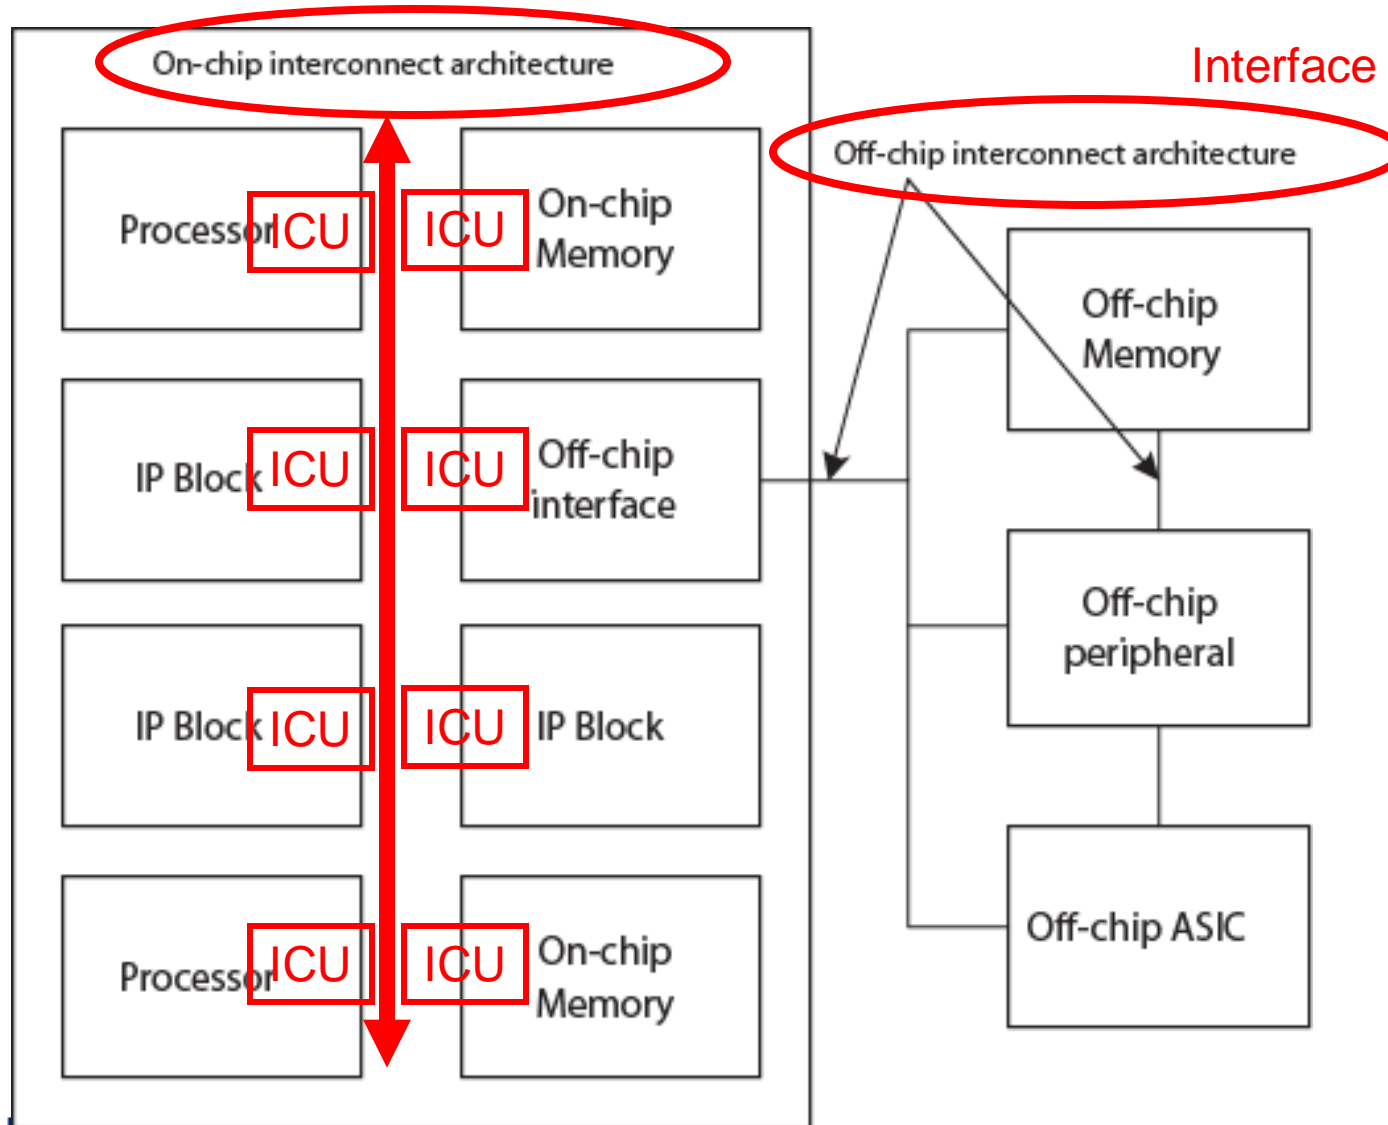 On-chip interconnect architecture
Interface
Off-chip interconnect architecture
Processor
ICU
ICU
On-chip
Memory
Off-chip
Memory
IP Block
ICU
ICU
Off-chip
interface
Off-chip
peripheral
IP Block
ICU
ICU
IP Block
Processor
ICU
ICU
On-chip
Memory
Off-chip ASIC